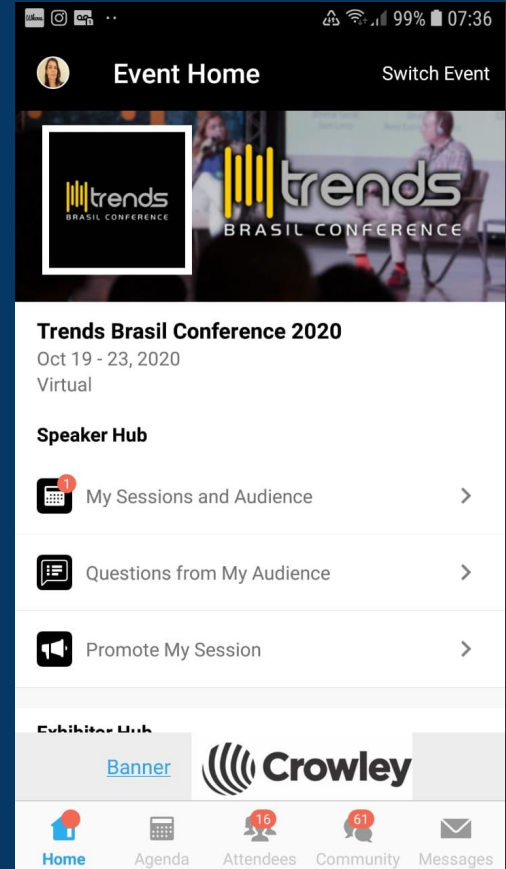 99% 07:36
Event Home
Switch Event
trends
BRASIL CONFERENCE
trends
BRASIL CONFERENCE
Trends Brasil Conference 2020
Oct 19 - 23, 2020
Virtual
Speaker Hub
1
My Sessions and Audience
Questions from My Audience
Promote My Session
Exhibitor Hub
Banner
Crowley
16
61
Home
Agenda
Attendees
Community
Messages